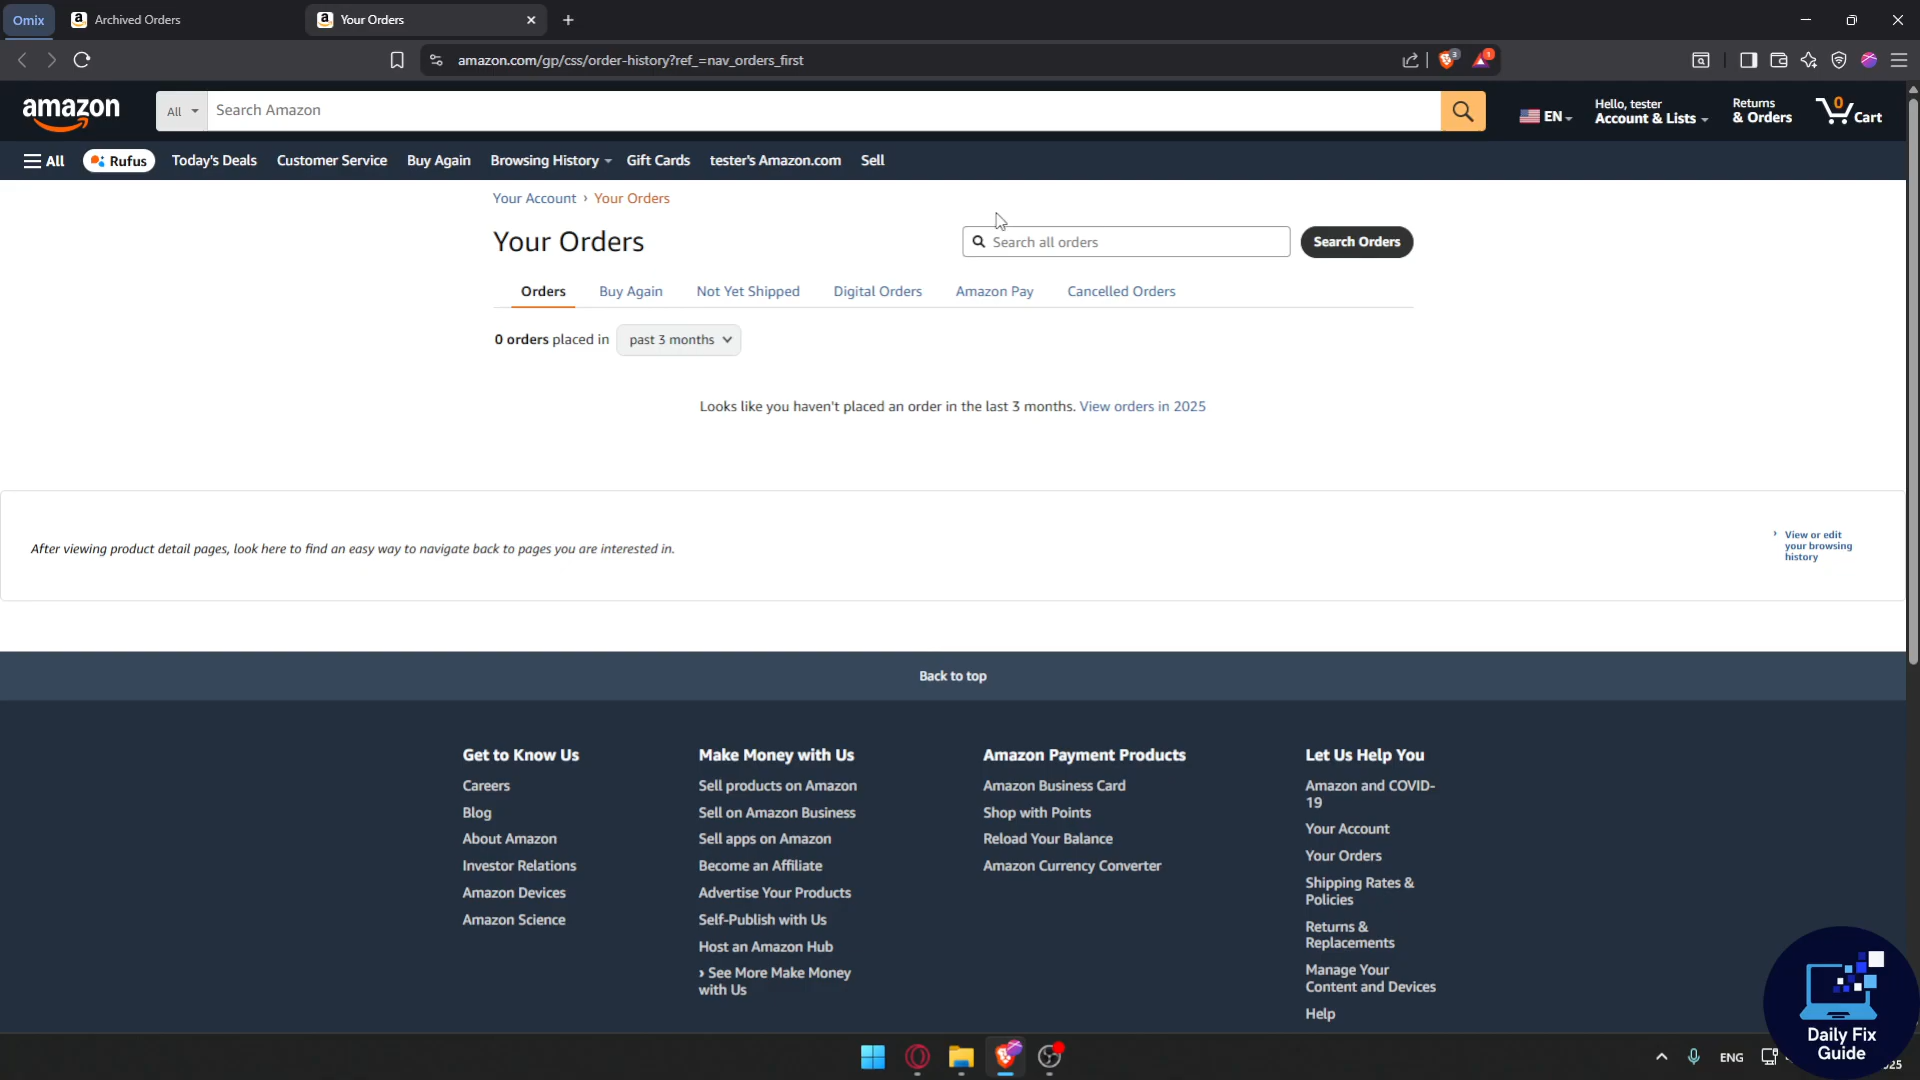 Omix
Archived Orders
Your Orders
amazon.com/gp/css/order-history?ref_=nav_orders_first
3
1
amazon
All
Search Amazon
EN
Hello, tester
Account & Lists
Returns
& Orders
0
Cart
All
Rufus
Today's Deals
Customer Service
Buy Again
Browsing History
Gift Cards
tester's Amazon.com
Sell
Your Account › Your Orders
Your Orders
Search all orders
Search Orders
Orders
Buy Again
Not Yet Shipped
Digital Orders
Amazon Pay
Cancelled Orders
0 orders placed in
past 3 months
Looks like you haven't placed an order in the last 3 months. View orders in 2025
After viewing product detail pages, look here to find an easy way to navigate back to pages you are interested in.
› View or edit
your browsing
history
Back to top
Get to Know Us
Careers
Blog
About Amazon
Investor Relations
Amazon Devices
Amazon Science
Make Money with Us
Sell products on Amazon
Sell on Amazon Business
Sell apps on Amazon
Become an Affiliate
Advertise Your Products
Self-Publish with Us
Host an Amazon Hub
› See More Make Money
with Us
Amazon Payment Products
Amazon Business Card
Shop with Points
Reload Your Balance
Amazon Currency Converter
Let Us Help You
Amazon and COVID-
19
Your Account
Your Orders
Shipping Rates &
Policies
Returns &
Replacements
Manage Your
Content and Devices
Help
Daily Fix
Guide
ENG